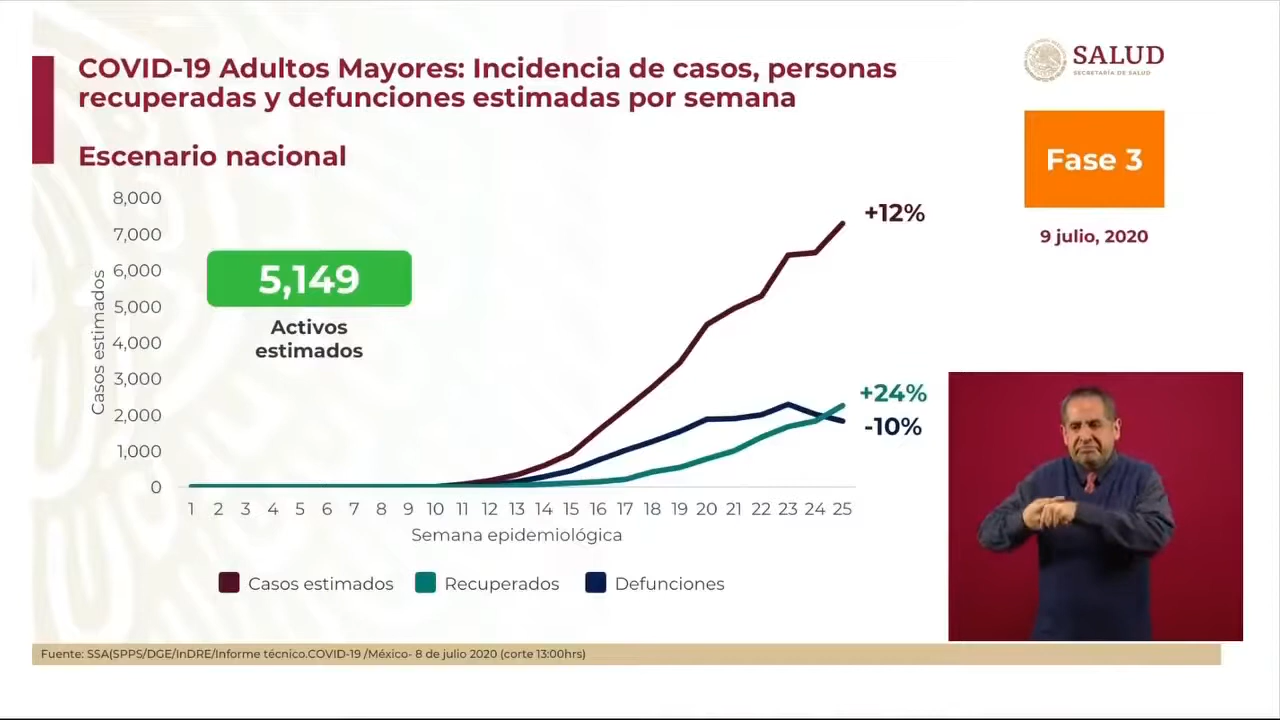 COVID-19 Adultos Mayores: Incidencia de casos, personas
recuperadas y defunciones estimadas por semana
Escenario nacional
SALUD
SECRETARÍA DE SALUD
Fase 3
9 julio, 2020
8,000
7,000
6,000
5,000
4,000
3,000
2,000
1,000
0
Casos estimados
5,149
Activos
estimados
+12%
+24%
-10%
1 2 3 4 5 6 7 8 9 10 11 12 13 14 15 16 17 18 19 20 21 22 23 24 25
Semana epidemiológica
Casos estimados Recuperados Defunciones
Fuente: SSA(SPPS/DGE/InDRE/Informe técnico.COVID-19 /México- 8 de julio 2020 (corte 13:00hrs)